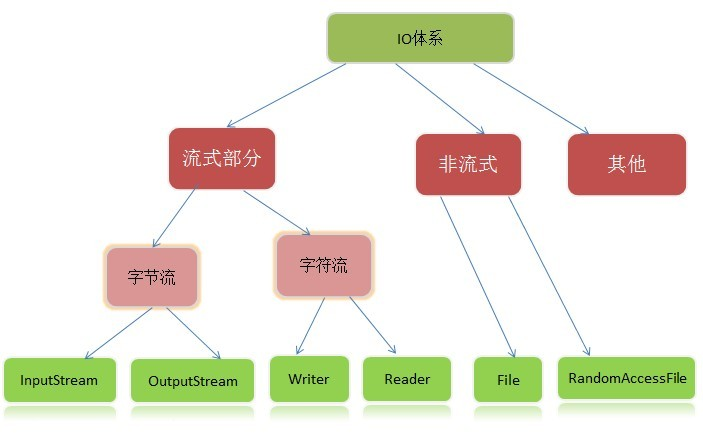 IO体系
流式部分
非流式
其他
字节流
字符流
InputStream
OutputStream
Writer
Reader
File
RandomAccessFile